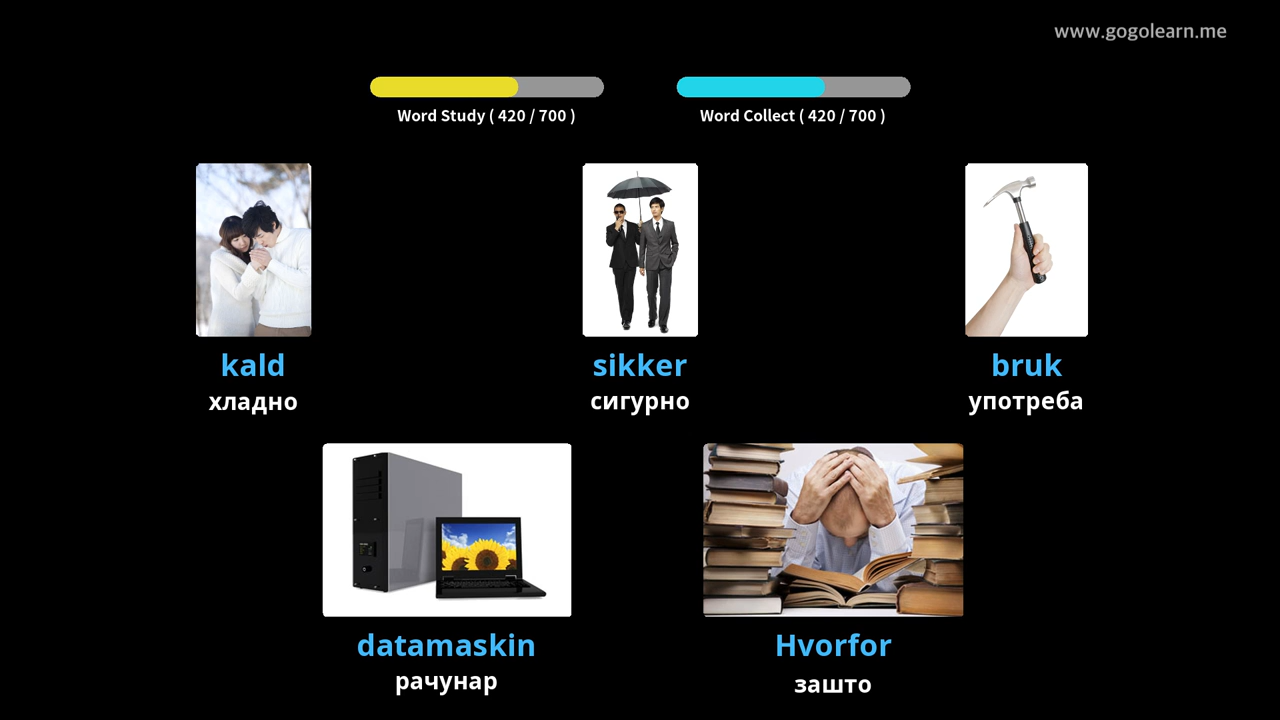 www.gogolearn.me
Word Study ( 420 / 700 )
Word Collect ( 420 / 700 )
kald
хладно
sikker
сигурно
bruk
употреба
datamaskin
рачунар
Hvorfor
зашто